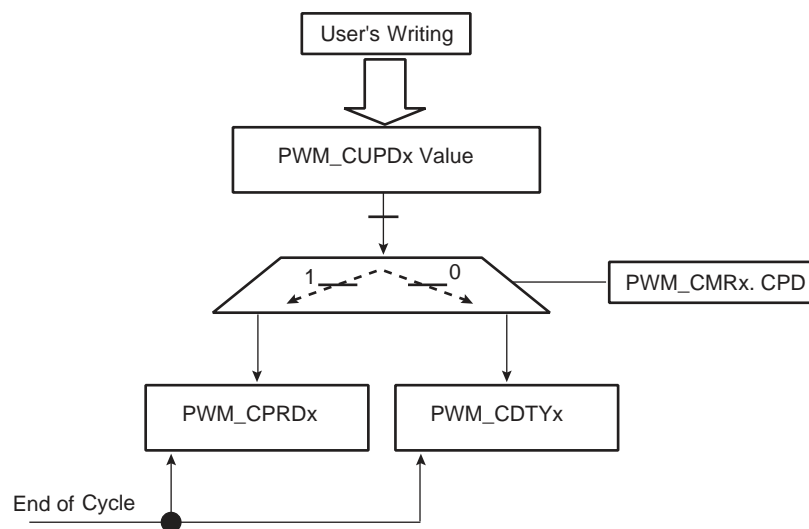 User's Writing
PWM_CUPDx Value
1
0
PWM_CMRx. CPD
PWM_CPRDx
PWM_CDTYx
End of Cycle